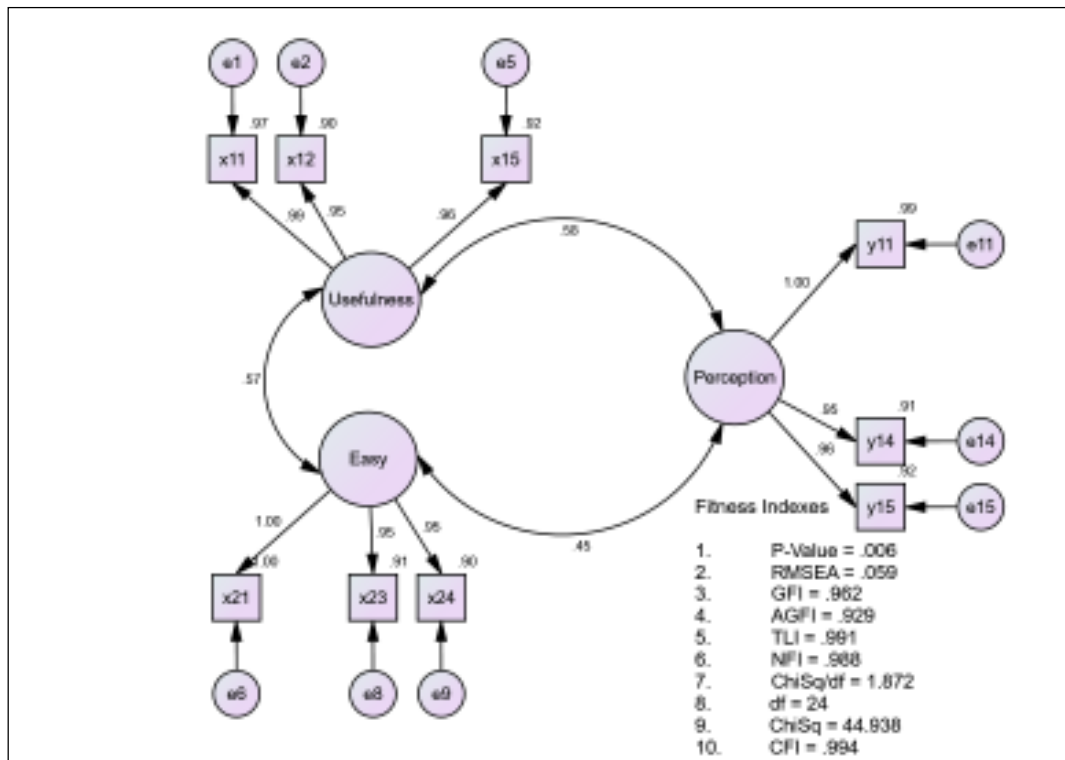 e1 e2 e5
.97 .90 .92
x11 x12 x15
.99 .95 .96
.99
.58
y11 e11
Usefulness
1.00
.57
Perception
.95 .91
Easy
y14 e14
.96
.92
Fitness Indexes
y15 e15
1.00 .95 .95
.45
1.00 .91 .90
1. P-Value = .006
2. RMSEA = .059
x21 x23 x24
3. GFI = .962
4. AGFI = .929
5. TLI = .991
6. NFI = .988
7. ChiSq/df = 1.872
e6 e8 e9
8. df = 24
9. ChiSq = 44.938
10. CFI = .994